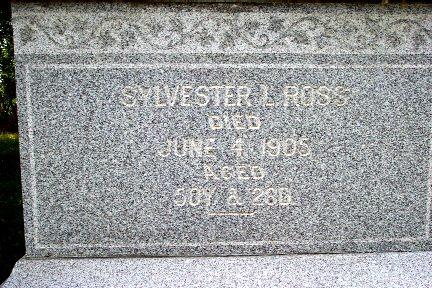 SYLVESTER L. ROSS
DIED
JUNE 4, 1905
AGED
50Y & 28D.